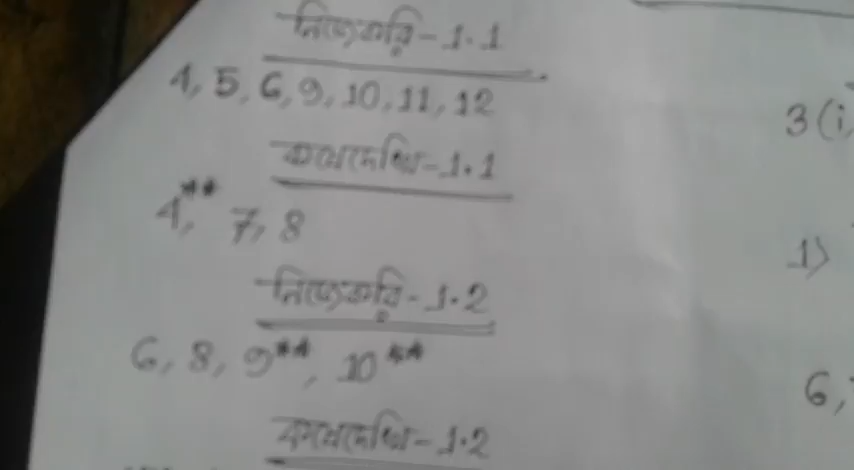 নিজেকরি - 1.1
4, 5, 6, 9, 10, 11, 12
কষেদেখি - 1.1
4,** 7, 8
নিজেকরি - 1.2
6, 8, 9**, 10**
কষেদেখি - 1.2
3 (i,
1)
6,